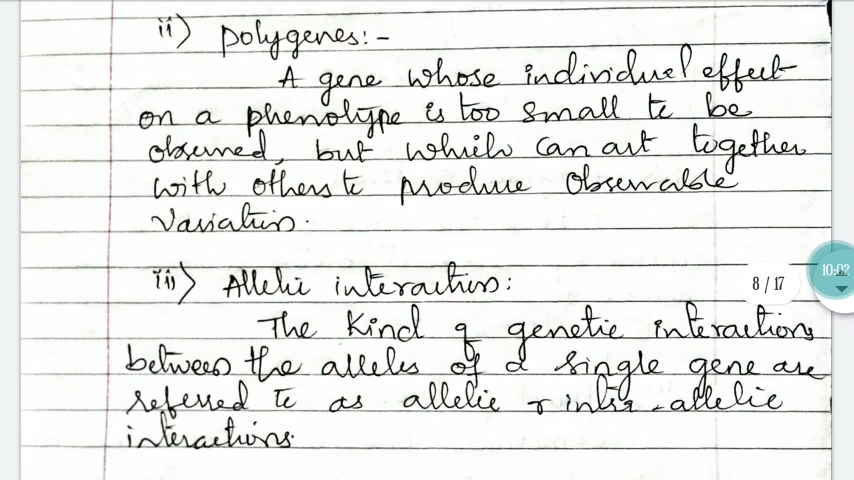 ii) polygenes:-
A gene whose individual effect
on a phenotype is too small to be
observed, but which can act together
with others to produce observable
variation.
iii) Allelic interaction:
8 / 17
10:02
The kind of genetic interactions
between the alleles of a single gene are
referred to as allelic or intra-allelic
interactions.